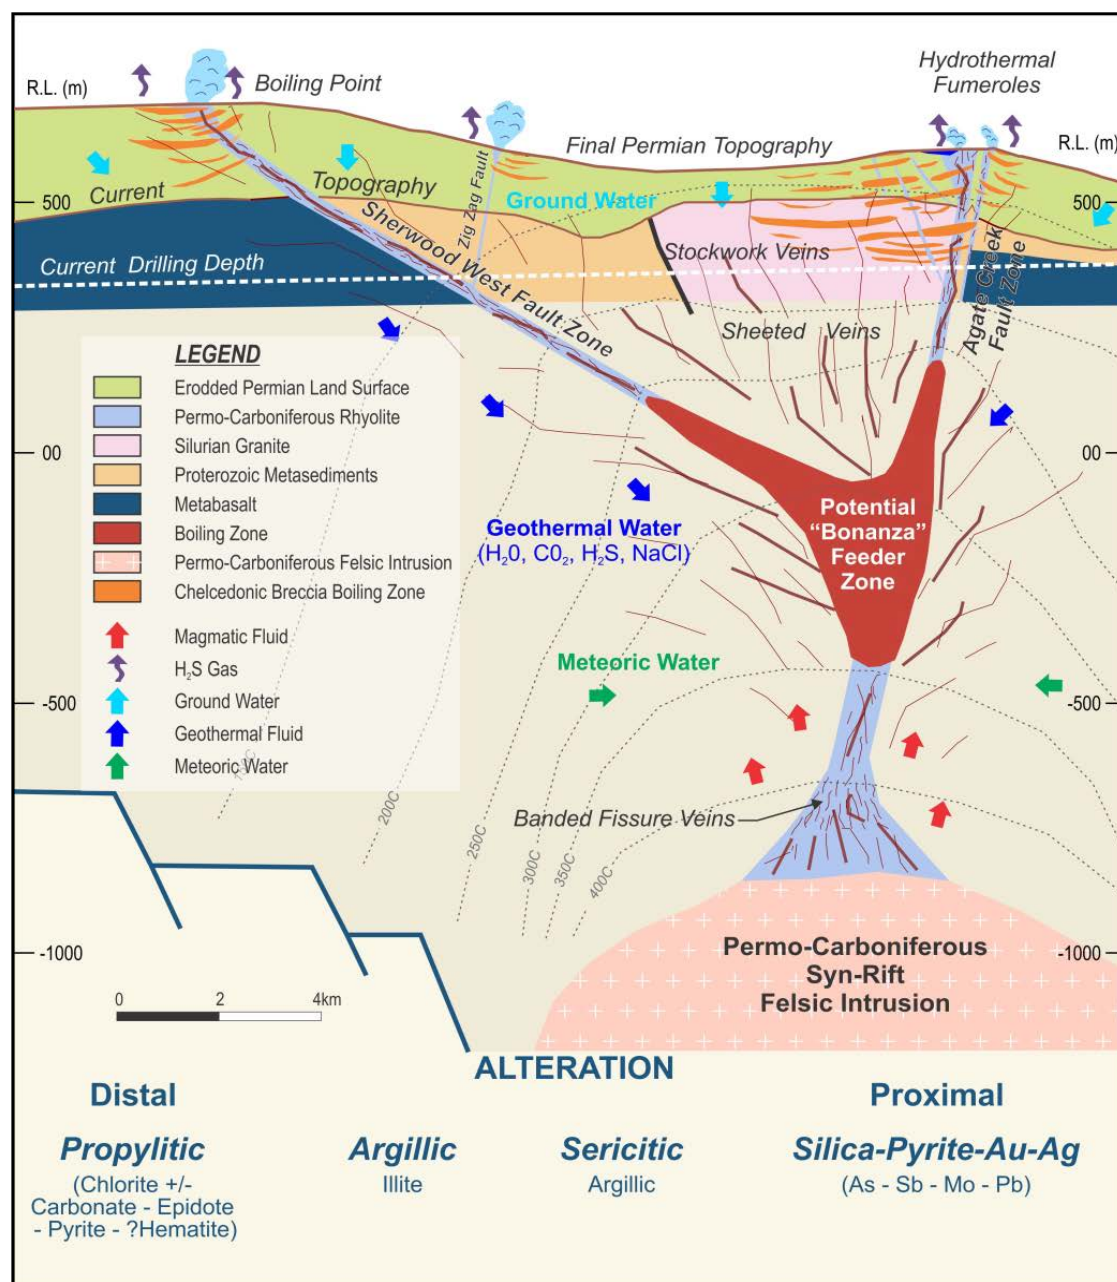 R.L. (m)
Boiling Point
Hydrothermal
Fumeroles
R.L. (m)
Final Permian Topography
Current
Topography
Zig Zag Fault
Ground Water
500
500
Sherwood West Fault Zone
Stockwork Veins
Current Drilling Depth
Agate Creek
Fault Zone
Sheeted Veins
LEGEND
Erodded Permian Land Surface
Permo-Carboniferous Rhyolite
Silurian Granite
Proterozoic Metasediments
Metabasalt
Boiling Zone
Permo-Carboniferous Felsic Intrusion
Chelcedonic Breccia Boiling Zone
Magmatic Fluid
H₂S Gas
Ground Water
Geothermal Fluid
Meteoric Water
00
00
Potential
“Bonanza”
Feeder
Zone
Geothermal Water
(H₂0, C0₂, H₂S, NaCl)
Meteoric Water
-500
-500
Banded Fissure Veins
200C
250C
300C
350C
400C
-1000
-1000
Permo-Carboniferous
Syn-Rift
Felsic Intrusion
0 2 4km
ALTERATION
Distal
Proximal
Propylitic
Argillic
Sericitic
Silica-Pyrite-Au-Ag
(Chlorite +/-
Carbonate - Epidote
- Pyrite - ?Hematite)
Illite
Argillic
(As - Sb - Mo - Pb)